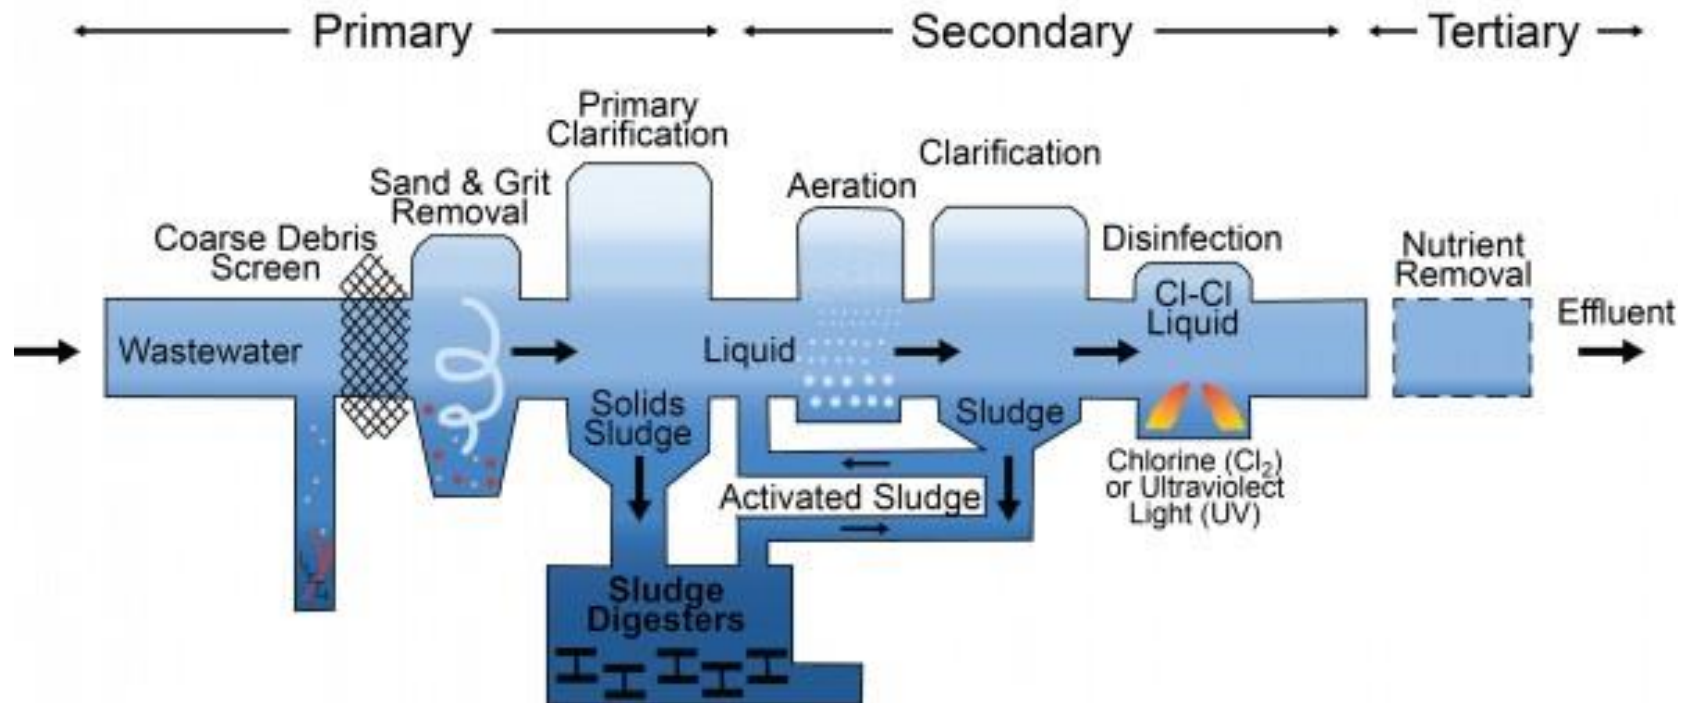 Primary
Secondary
Tertiary
Primary
Clarification
Sand & Grit
Removal
Coarse Debris
Screen
Wastewater
Solids
Sludge
Liquid
Aeration
Clarification
Sludge
Activated Sludge
Sludge
Digesters
Disinfection
Cl-Cl
Liquid
Chlorine (Cl₂)
or Ultraviolect
Light (UV)
Nutrient
Removal
Effluent